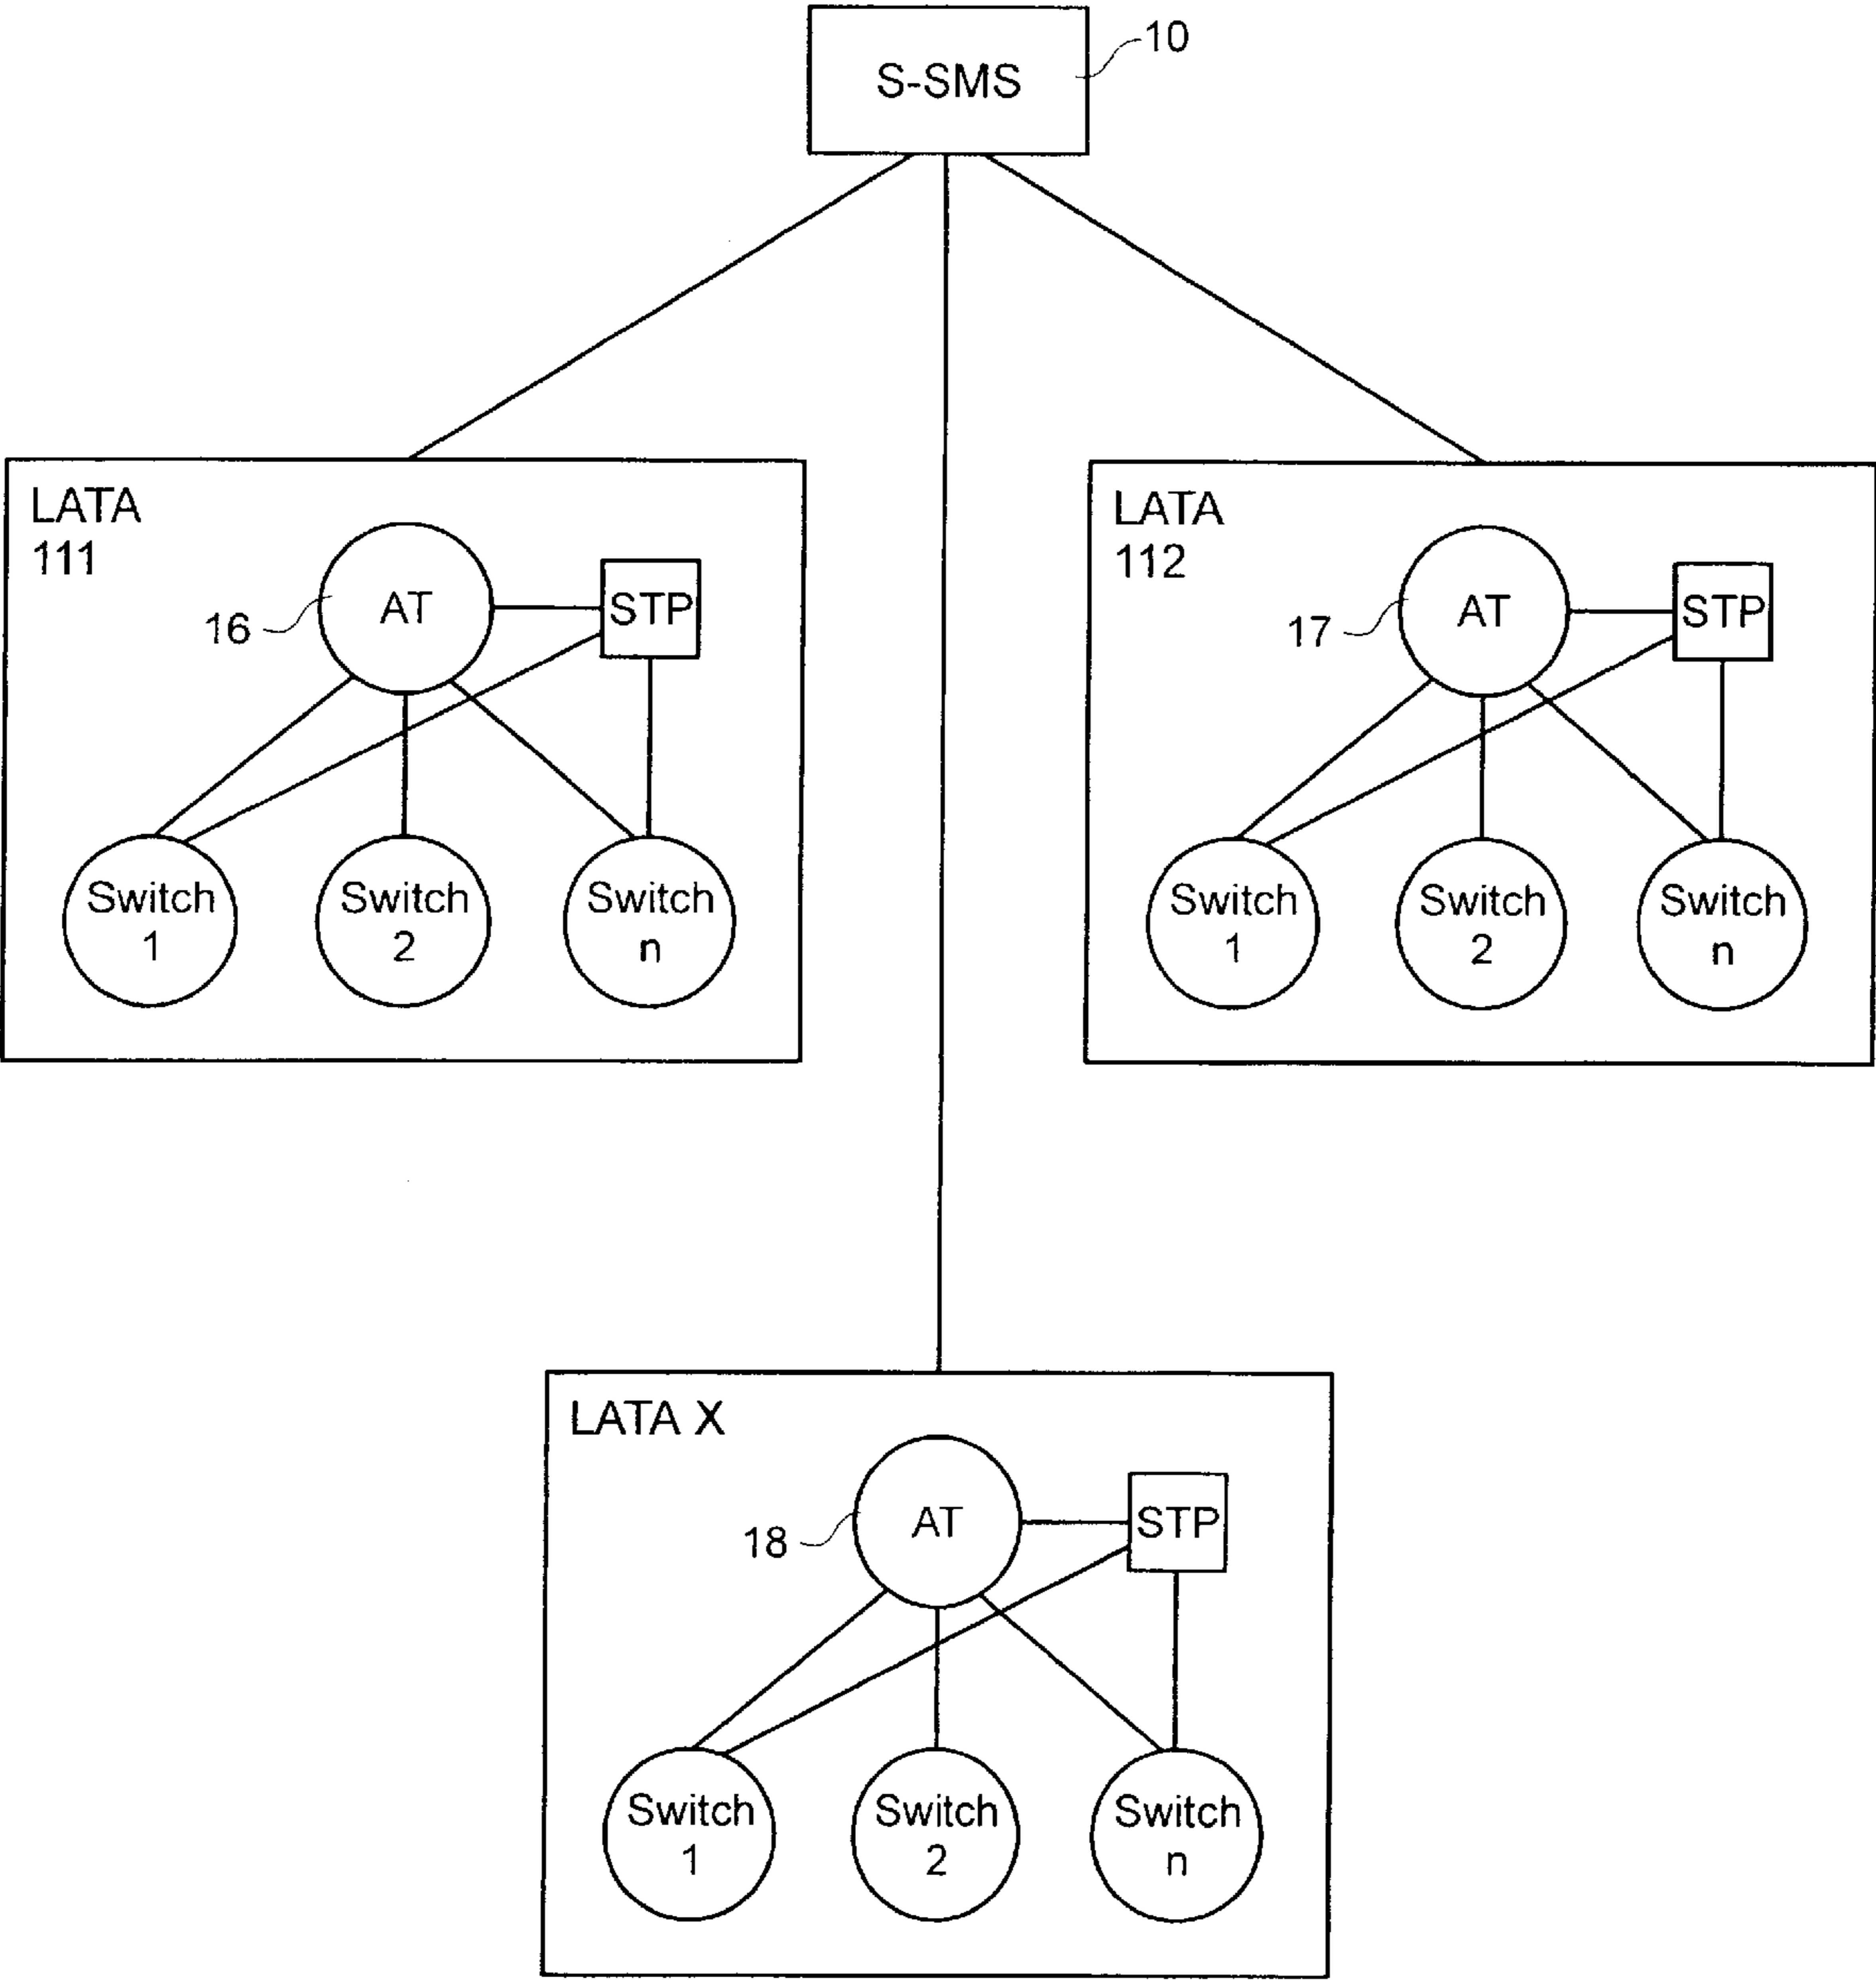 10
S-SMS
LATA
111
AT
STP
16
Switch
1
Switch
2
Switch
n
LATA
112
AT
STP
17
Switch
1
Switch
2
Switch
n
LATA X
AT
STP
18
Switch
1
Switch
2
Switch
n